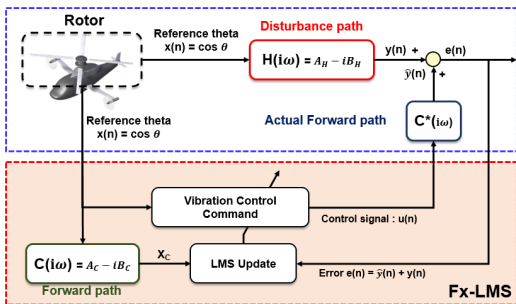 Rotor
Disturbance path
Reference theta
x(n) = cos θ
H(iω) = A_H − iB_H
y(n) +
e(n)
ŷ(n) +
Reference theta
x(n) = cos θ
Actual Forward path
C*(iω)
Vibration Control
Command
Control signal : u(n)
C(iω) = A_C − iB_C
X_C
LMS Update
Error e(n) = ŷ(n) + y(n)
Forward path
Fx-LMS